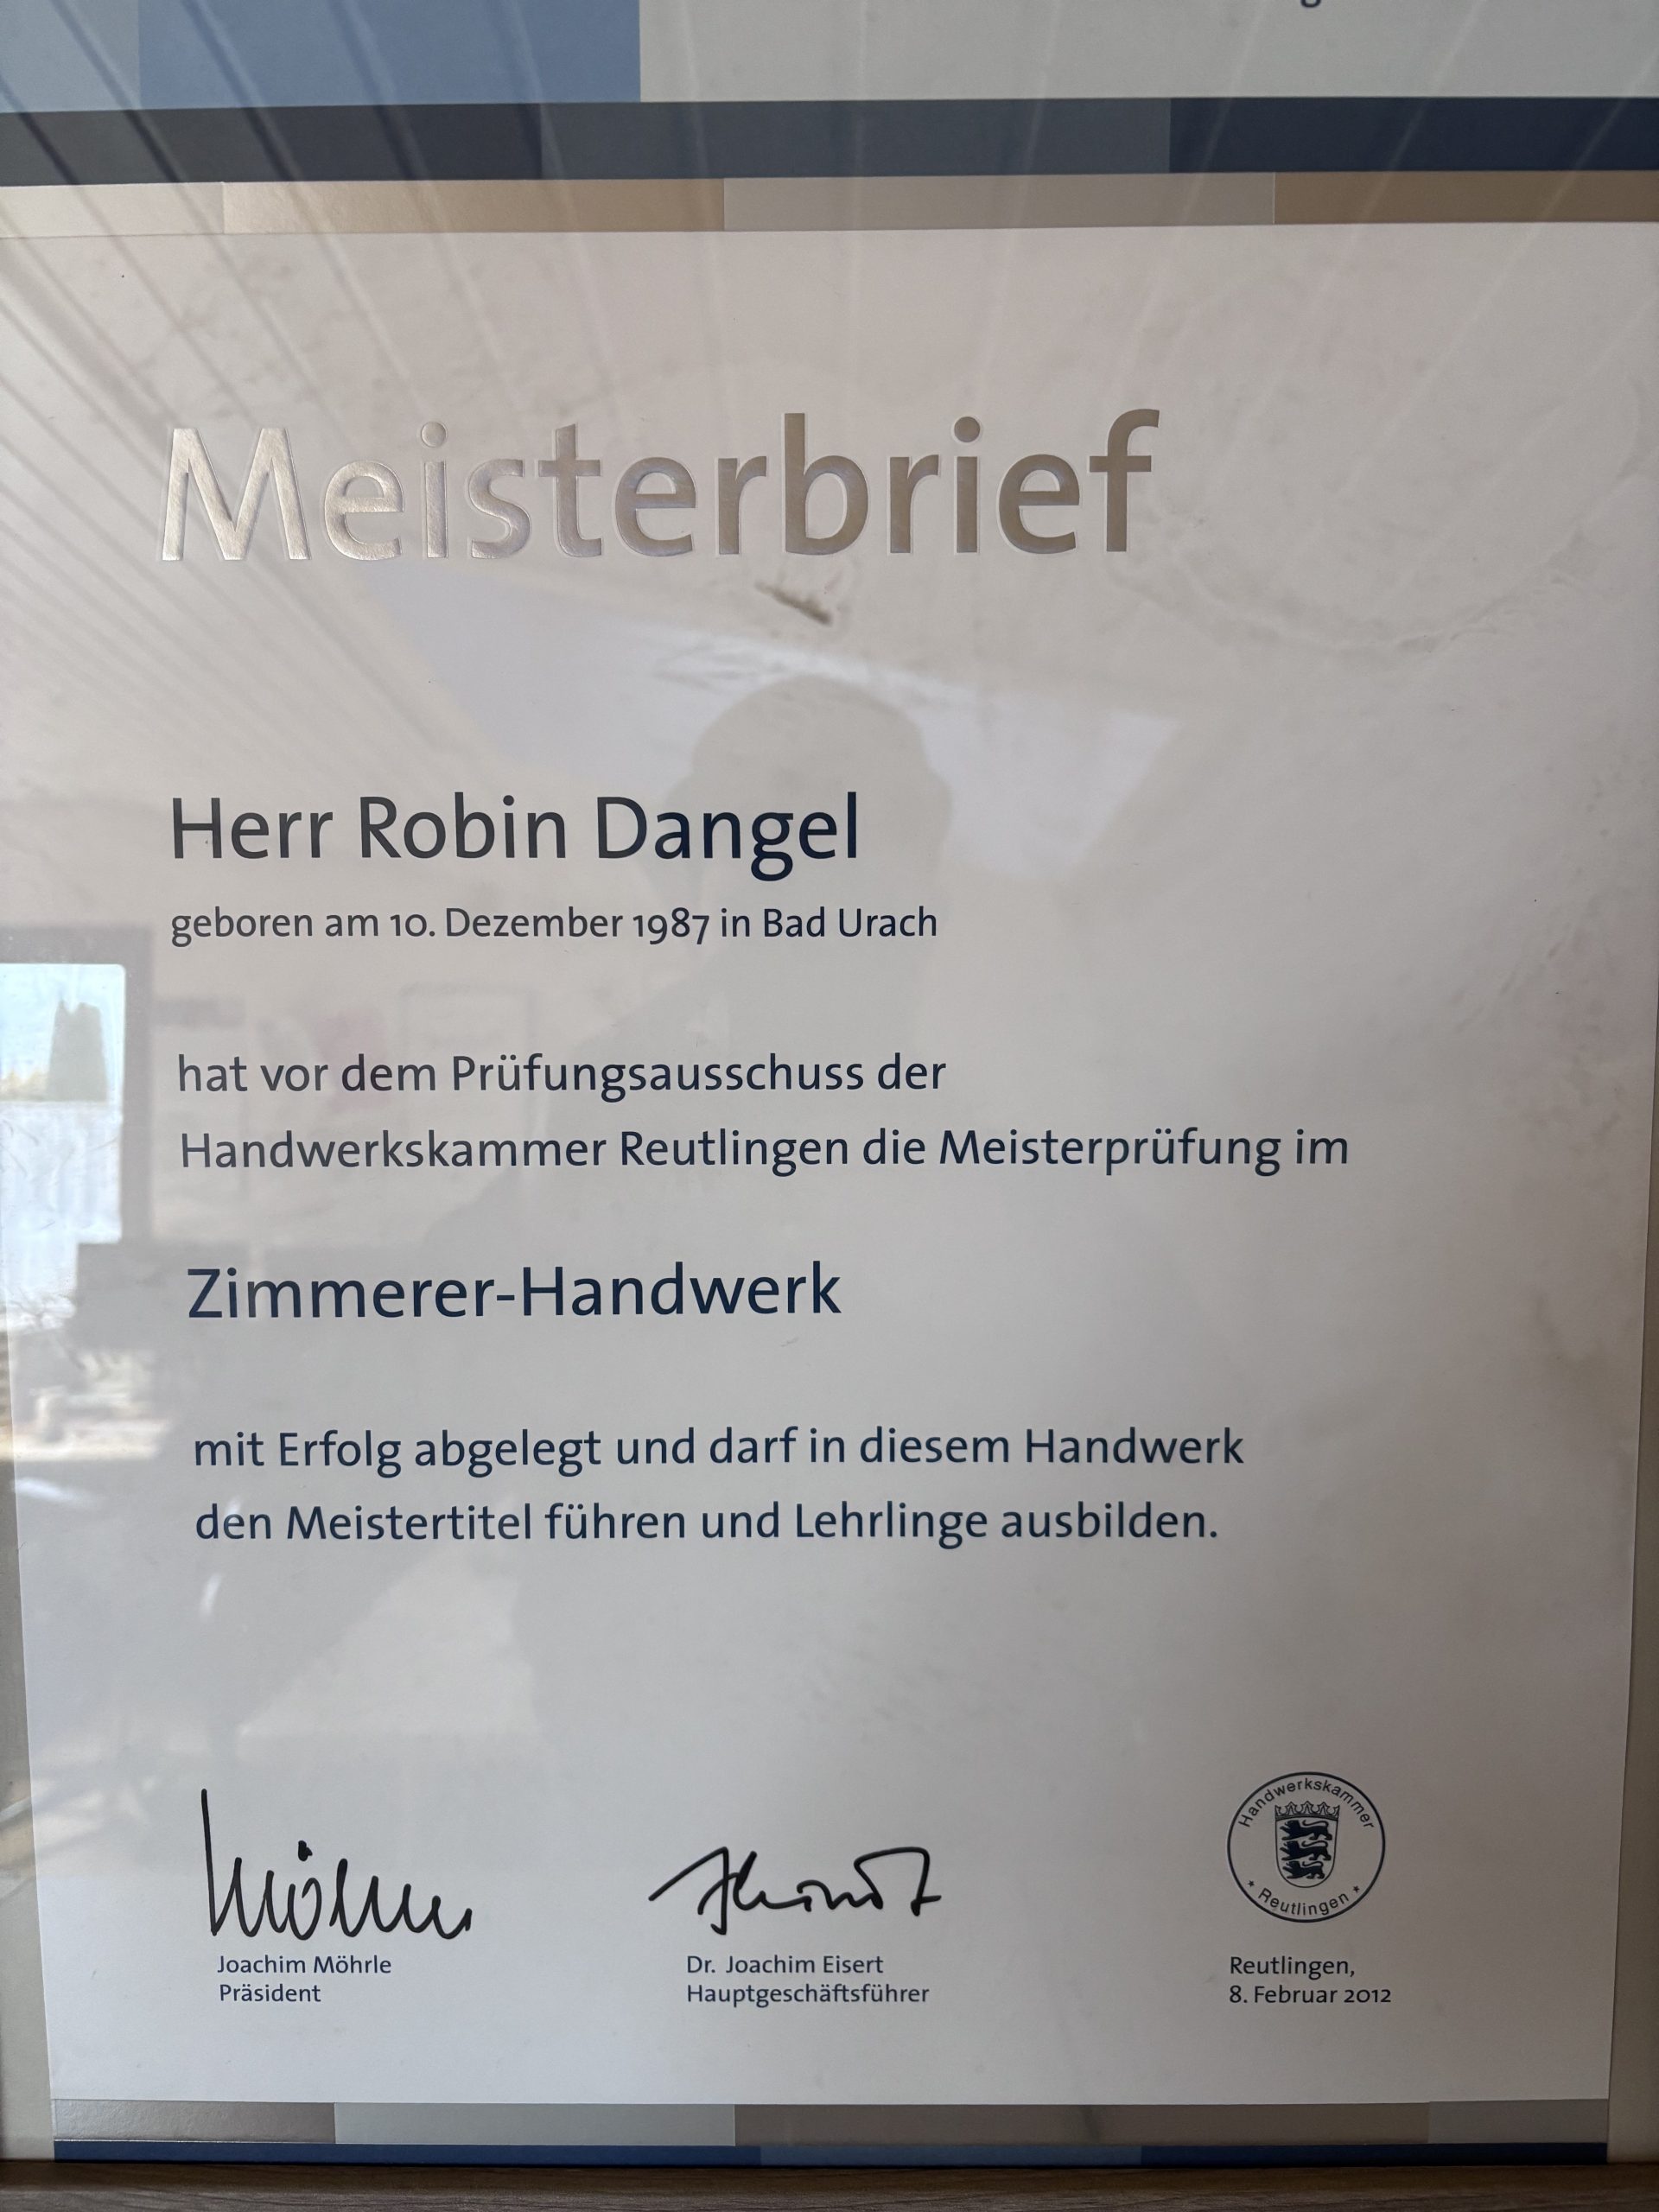 Meisterbrief
Herr Robin Dangel
geboren am 10. Dezember 1987 in Bad Urach
hat vor dem Prüfungsausschuss der
Handwerkskammer Reutlingen die Meisterprüfung im
Zimmerer-Handwerk
mit Erfolg abgelegt und darf in diesem Handwerk
den Meistertitel führen und Lehrlinge ausbilden.
Joachim Möhrle
Präsident
Dr. Joachim Eisert
Hauptgeschäftsführer
Handwerkskammer
* Reutlingen *
Reutlingen,
8. Februar 2012